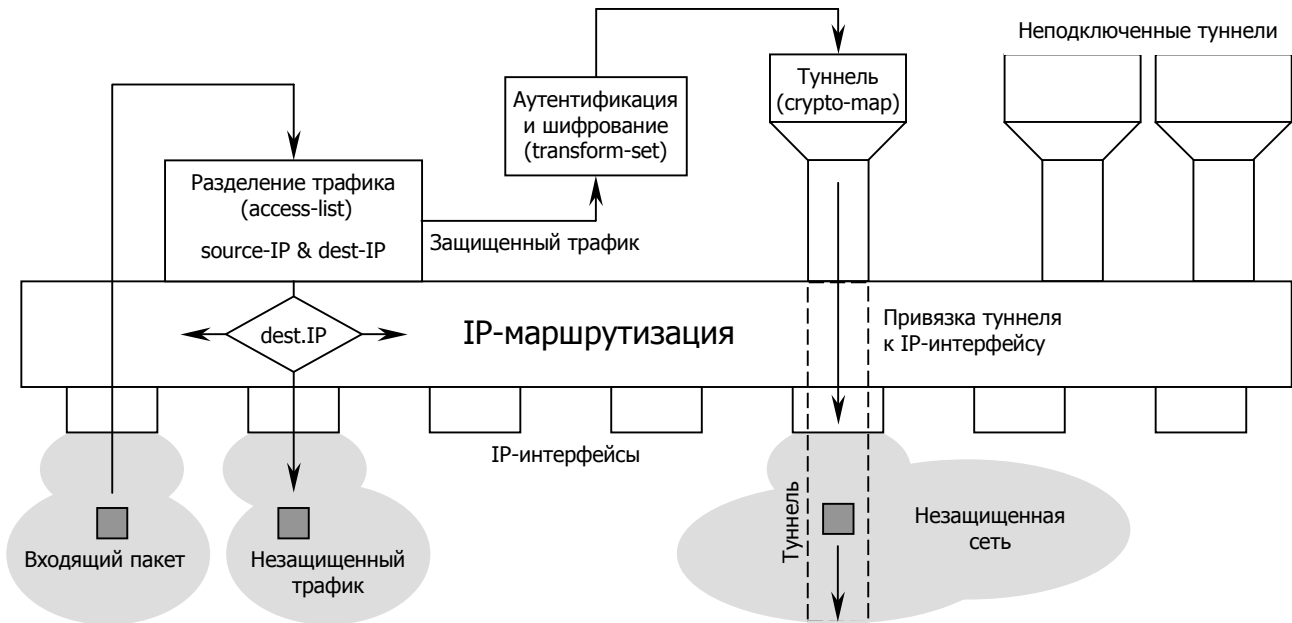 Неподключенные туннели
Туннель
(crypto-map)
Аутентификация
и шифрование
(transform-set)
Разделение трафика
(access-list)
source-IP & dest-IP
Защищенный трафик
dest.IP
IP-маршрутизация
Привязка туннеля
к IP-интерфейсу
IP-интерфейсы
Входящий пакет
Незащищенный
трафик
Туннель
Незащищенная
сеть